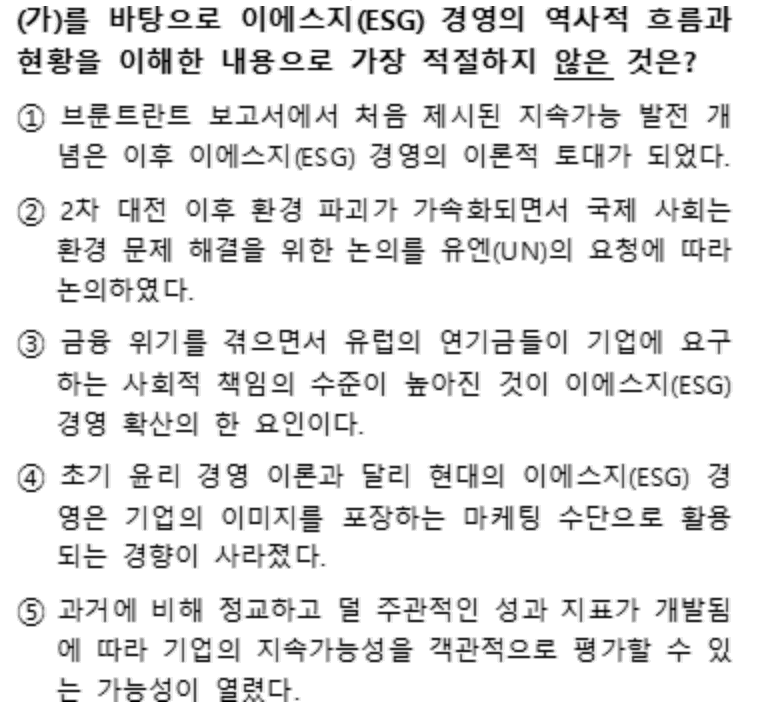 (가)를 바탕으로 이에스지(ESG) 경영의 역사적 흐름과
현황을 이해한 내용으로 가장 적절하지 않은 것은?
① 브룬트란트 보고서에서 처음 제시된 지속가능 발전 개
념은 이후 이에스지(ESG) 경영의 이론적 토대가 되었다.
② 2차 대전 이후 환경 파괴가 가속화되면서 국제 사회는
환경 문제 해결을 위한 논의를 유엔(UN)의 요청에 따라
논의하였다.
③ 금융 위기를 겪으면서 유럽의 연기금들이 기업에 요구
하는 사회적 책임의 수준이 높아진 것이 이에스지(ESG)
경영 확산의 한 요인이다.
④ 초기 윤리 경영 이론과 달리 현대의 이에스지(ESG) 경
영은 기업의 이미지를 포장하는 마케팅 수단으로 활용
되는 경향이 사라졌다.
⑤ 과거에 비해 정교하고 덜 주관적인 성과 지표가 개발됨
에 따라 기업의 지속가능성을 객관적으로 평가할 수 있
는 가능성이 열렸다.